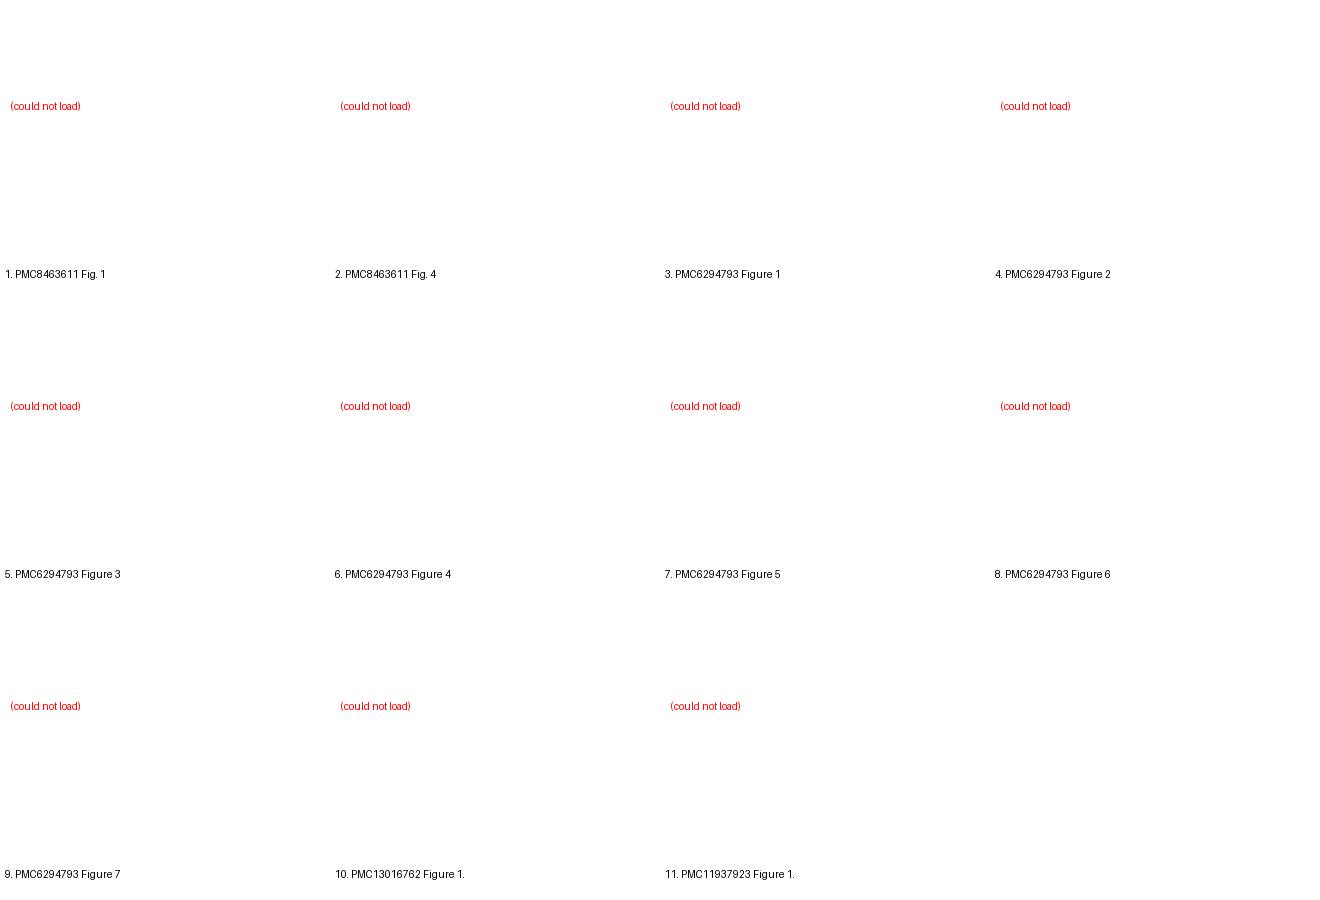 (could not load) (could not load) (could not load) (could not load)
1. PMC8463611 Fig. 1 2. PMC8463611 Fig. 4 3. PMC6294793 Figure 1 4. PMC6294793 Figure 2
(could not load) (could not load) (could not load) (could not load)
5. PMC6294793 Figure 3 6. PMC6294793 Figure 4 7. PMC6294793 Figure 5 8. PMC6294793 Figure 6
(could not load) (could not load) (could not load)
9. PMC6294793 Figure 7 10. PMC13016762 Figure 1. 11. PMC11937923 Figure 1.